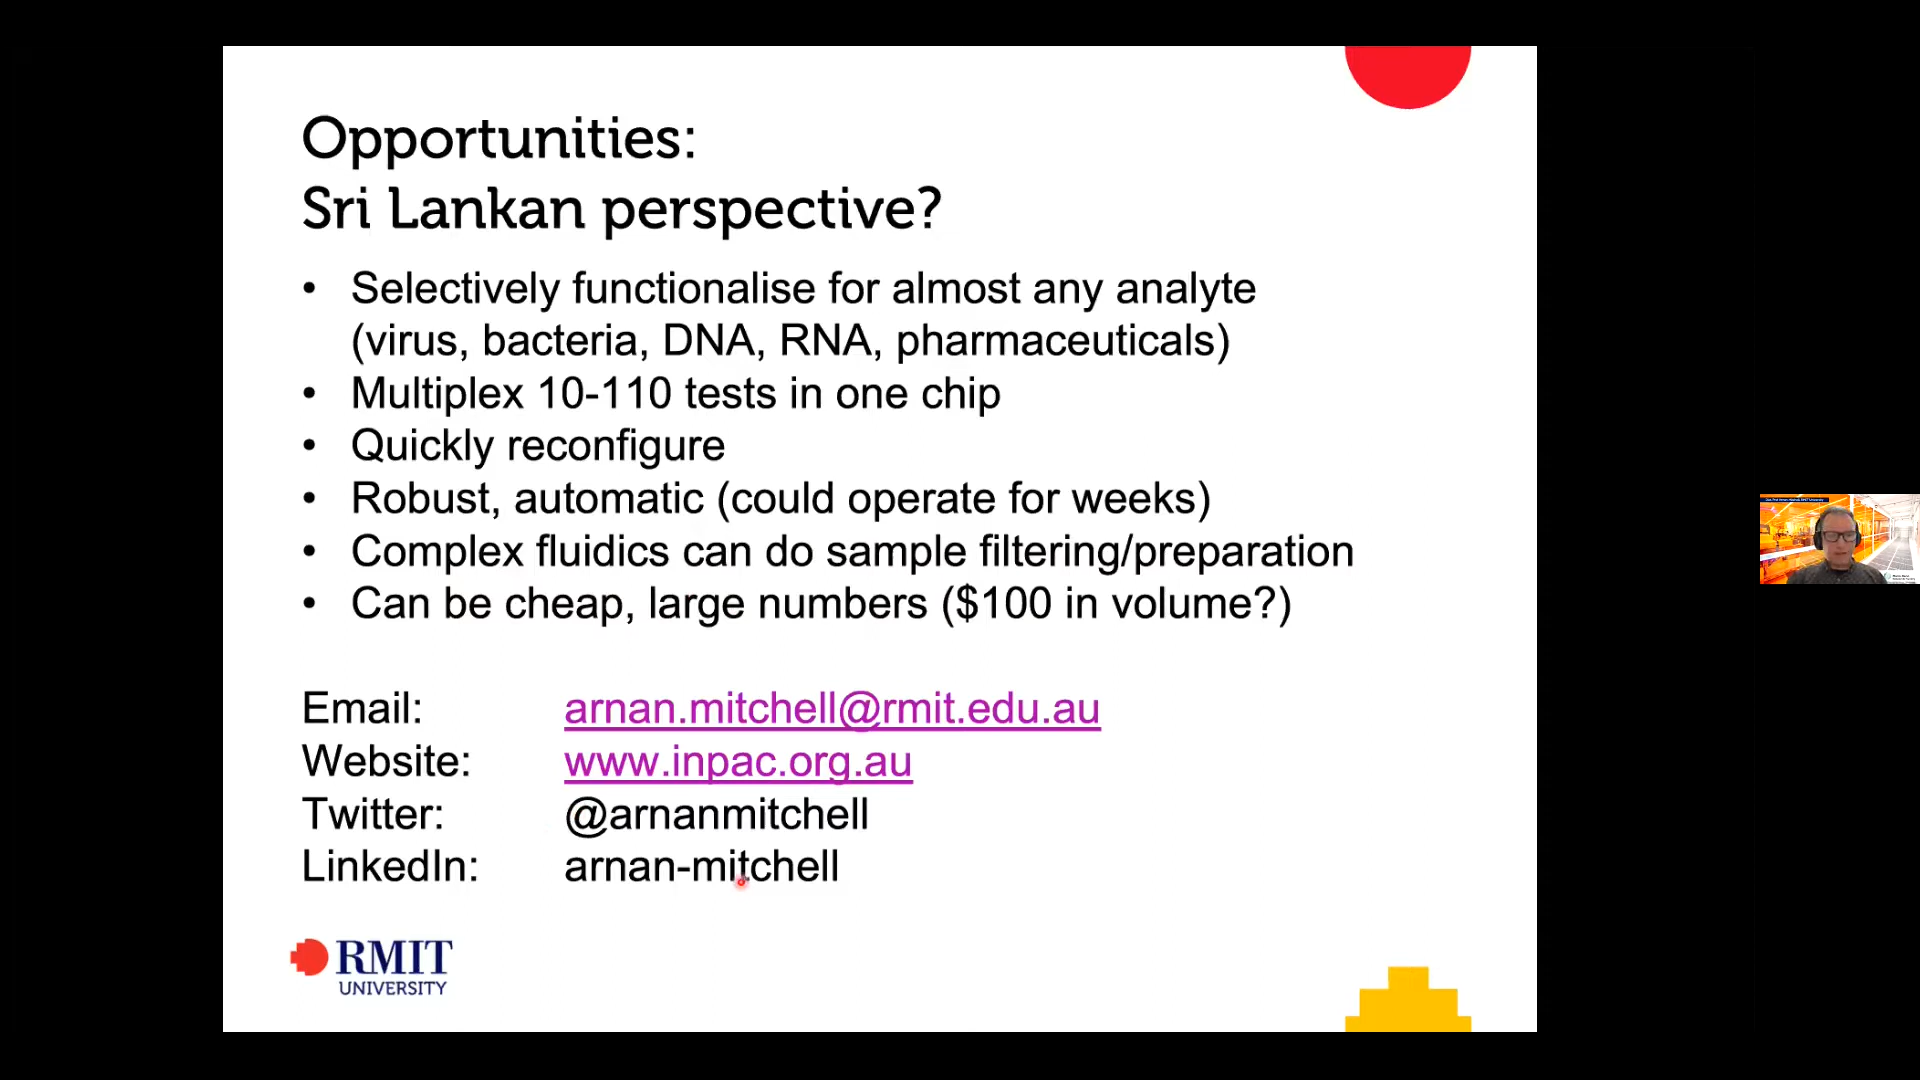 Opportunities:
Sri Lankan perspective?
• Selectively functionalise for almost any analyte
(virus, bacteria, DNA, RNA, pharmaceuticals)
• Multiplex 10-110 tests in one chip
• Quickly reconfigure
• Robust, automatic (could operate for weeks)
• Complex fluidics can do sample filtering/preparation
• Can be cheap, large numbers ($100 in volume?)
Email: arnan.mitchell@rmit.edu.au
Website: www.inpac.org.au
Twitter: @arnanmitchell
LinkedIn: arnan-mitchell
RMIT
UNIVERSITY